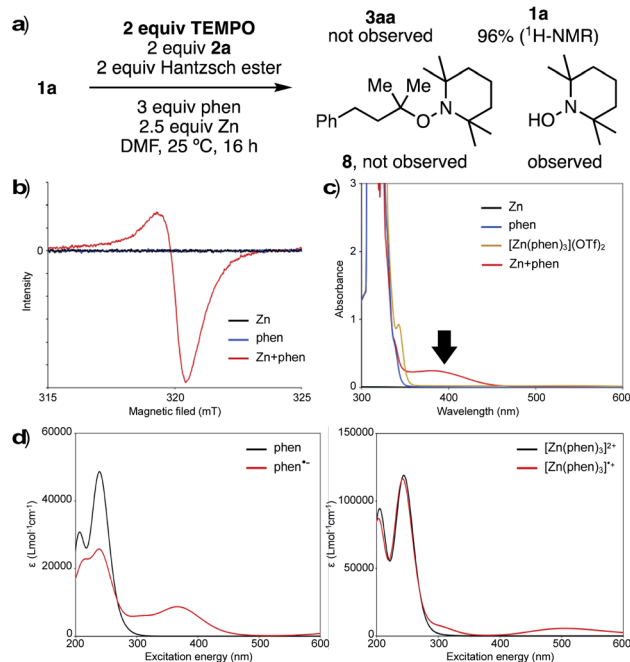 a)
2 equiv TEMPO
2 equiv 2a
2 equiv Hantzsch ester
1a
3 equiv phen
2.5 equiv Zn
DMF, 25 ºC, 16 h
3aa
not observed
1a
96% (¹H-NMR)
Me
Me
Ph
O
N
8, not observed
HO
N
observed
b)
0
Intensity
Zn
phen
Zn+phen
315
320
325
Magnetic filed (mT)
c)
3
2
1
0
Absorbance
Zn
phen
[Zn(phen)₃](OTf)₂
Zn+phen
300
400
500
600
Wavelength (nm)
d)
60000
40000
20000
0
ε (Lmol⁻¹cm⁻¹)
phen
phen•⁻
200
300
400
500
600
Excitation energy (nm)
150000
100000
50000
0
ε (Lmol⁻¹cm⁻¹)
[Zn(phen)₃]²⁺
[Zn(phen)₃]•⁺
200
300
400
500
600
Excitation energy (nm)